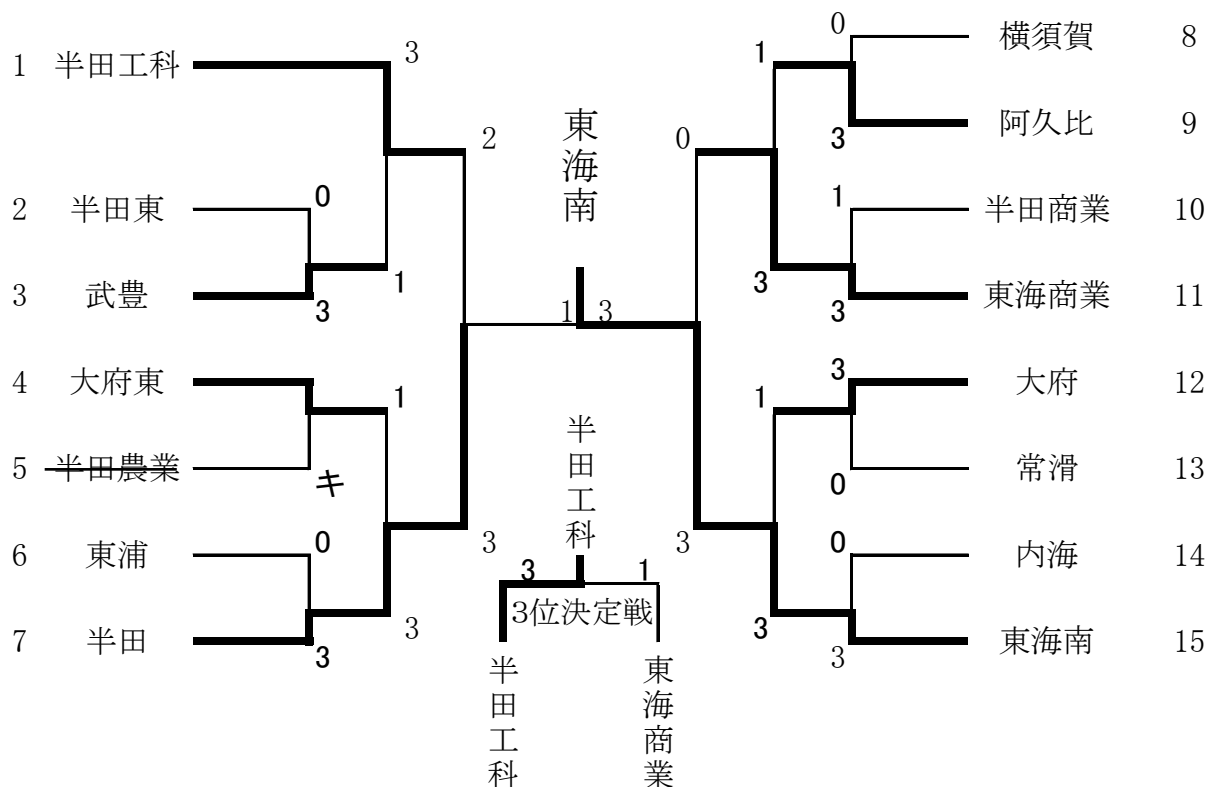 1 半田工科
2 半田東
3 武豊
4 大府東
5 半田農業
6 東浦
7 半田
3
0
3
1
2
1
キ
0
3
3
3
東海南
1 3
半田工科
3 1
3位決定戦
半田工科
東海商業
0
3
1
0
1
3
3
3
0
1
3
0
3
3
横須賀 8
阿久比 9
半田商業 10
東海商業 11
大府 12
常滑 13
内海 14
東海南 15